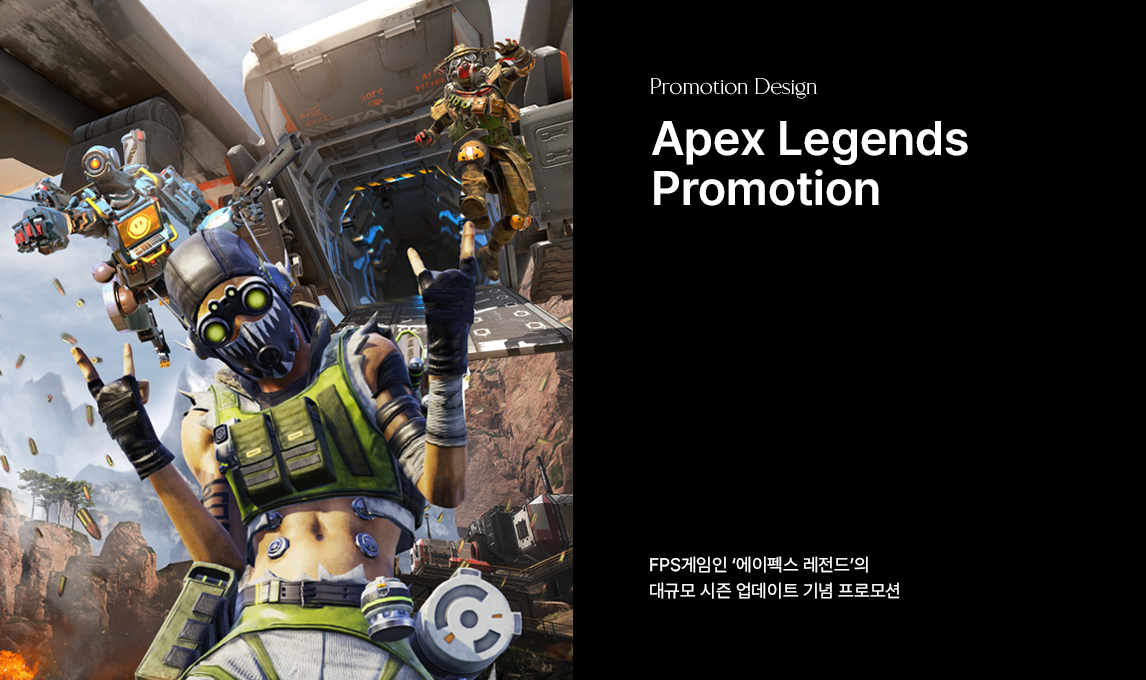 Promotion Design
Apex Legends
Promotion
FPS게임인 ‘에이펙스 레전드’의
대규모 시즌 업데이트 기념 프로모션